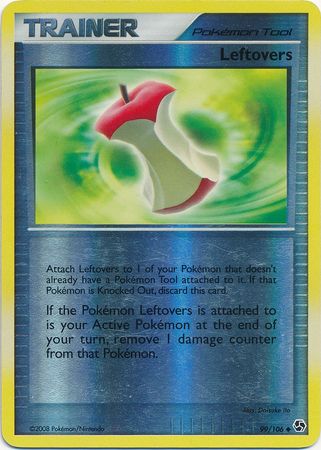 TRAINER
Pokémon Tool
Leftovers
Attach Leftovers to 1 of your Pokémon that doesn't
already have a Pokémon Tool attached to it. If that
Pokémon is Knocked Out, discard this card.
If the Pokémon Leftovers is attached to
is your Active Pokémon at the end of
your turn, remove 1 damage counter
from that Pokémon.
Illus. Daisuke Ito
©2008 Pokémon/Nintendo
99/106